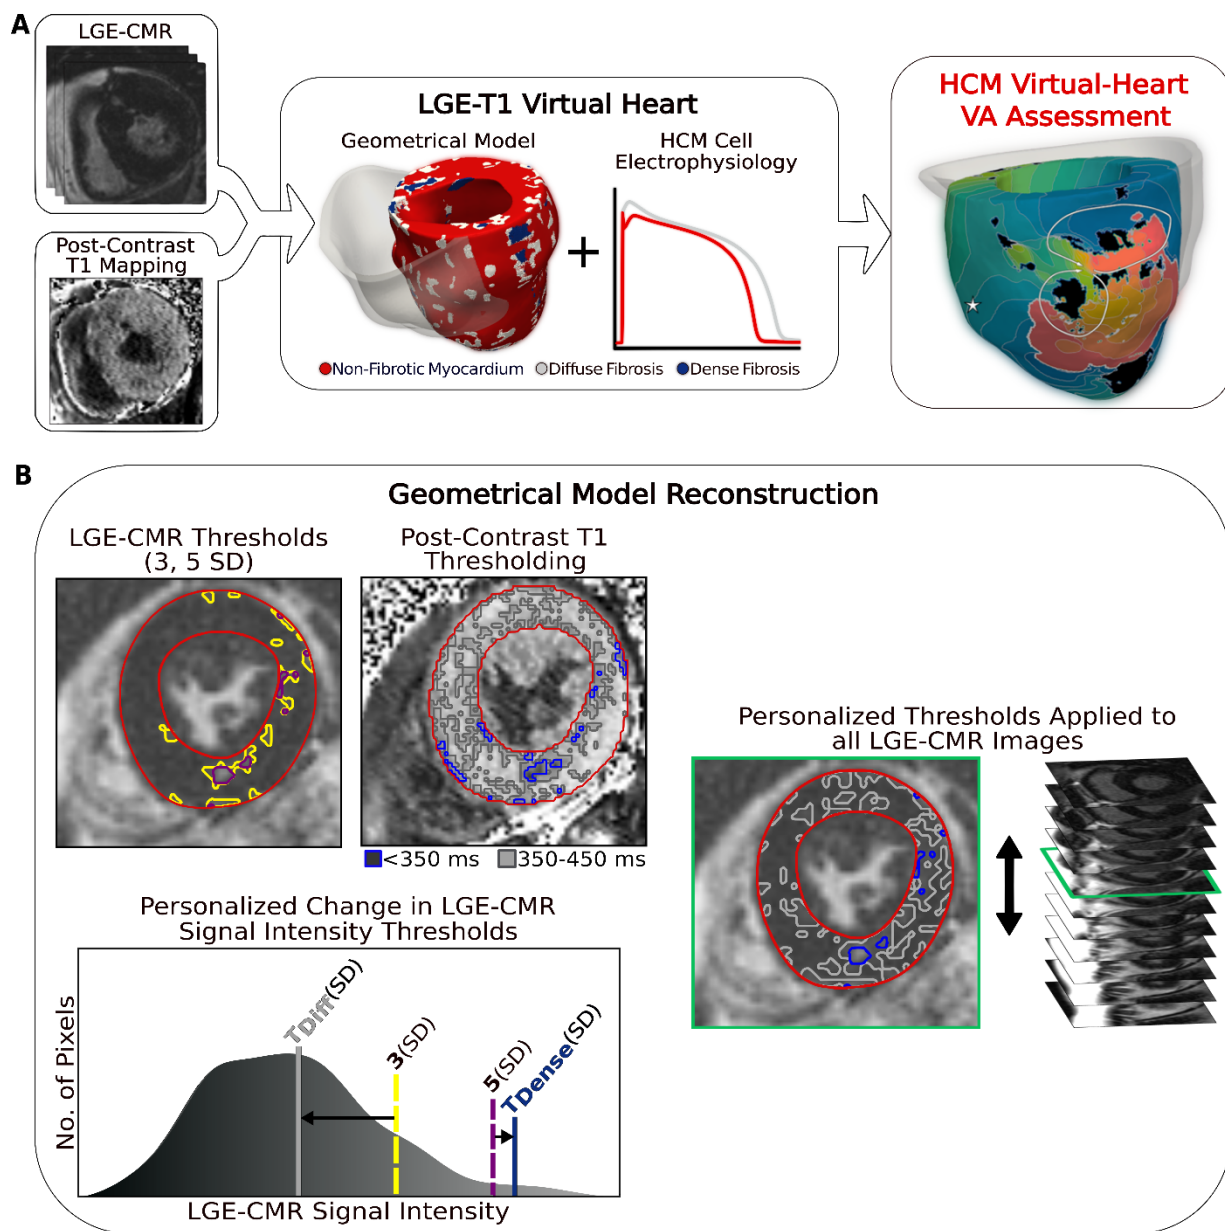 A
LGE-CMR
Post-Contrast
T1 Mapping
LGE-T1 Virtual Heart
Geometrical Model
HCM Cell
Electrophysiology
+
Non-Fibrotic Myocardium
Diffuse Fibrosis
Dense Fibrosis
HCM Virtual-Heart
VA Assessment
B
Geometrical Model Reconstruction
LGE-CMR Thresholds
(3, 5 SD)
Post-Contrast T1
Thresholding
<350 ms
350-450 ms
Personalized Change in LGE-CMR
Signal Intensity Thresholds
No. of Pixels
TDiff(SD)
3(SD)
5(SD)
TDense(SD)
LGE-CMR Signal Intensity
Personalized Thresholds Applied to
all LGE-CMR Images